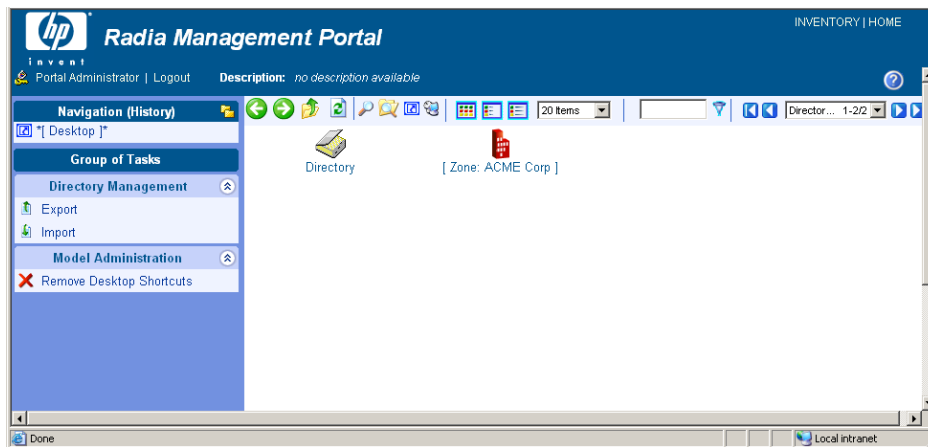 INVENTORY | HOME
hp
Radia Management Portal
invent
Portal Administrator | Logout Description: no description available
?
Navigation (History)
20 Items
Director... 1-2/2
*[ Desktop ]*
Group of Tasks
Directory
[ Zone: ACME Corp ]
Directory Management
Export
Import
Model Administration
Remove Desktop Shortcuts
Done
Local intranet